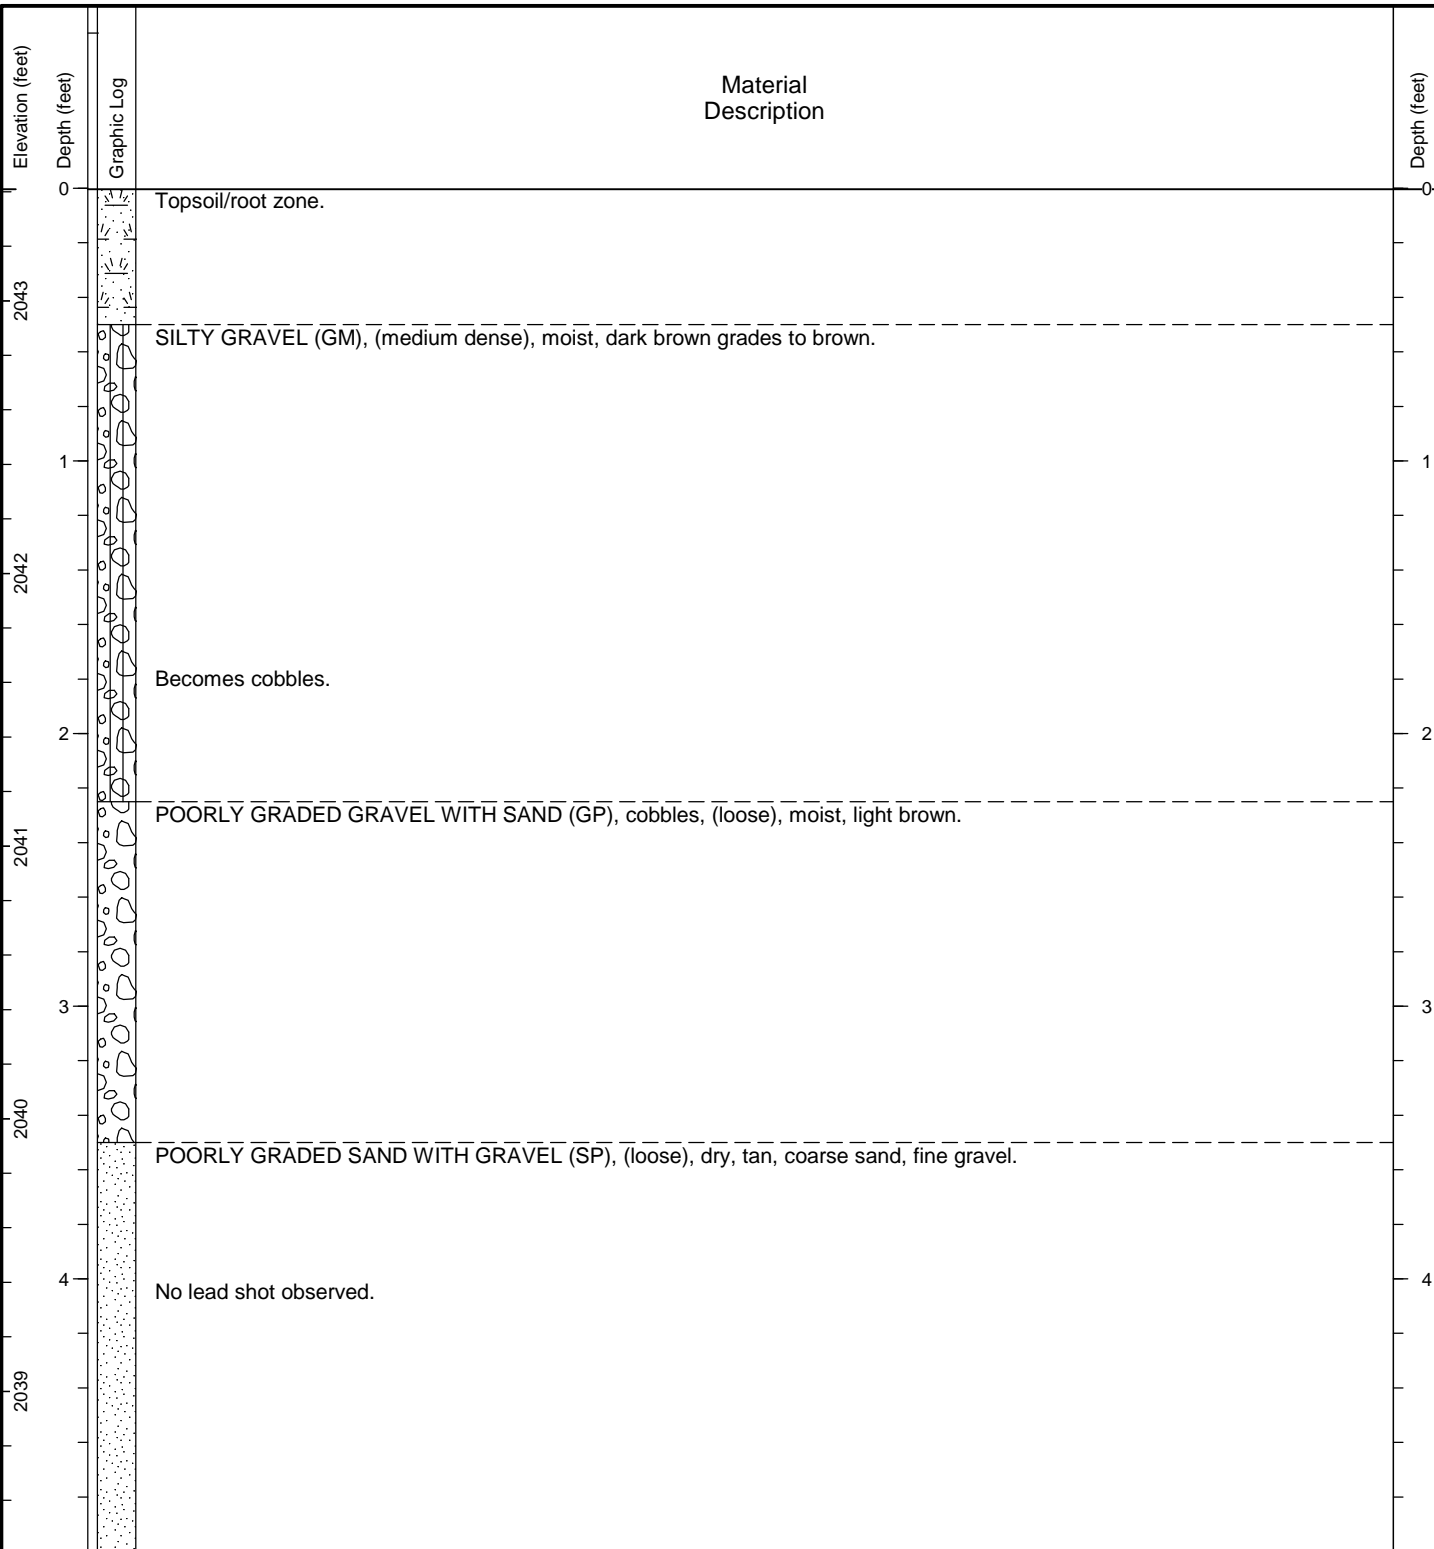 Elevation (feet)
Depth (feet)
Graphic Log
Material
Description
Depth (feet)
0
0
Topsoil/root zone.
2043
SILTY GRAVEL (GM), (medium dense), moist, dark brown grades to brown.
1
1
2042
Becomes cobbles.
2
2
POORLY GRADED GRAVEL WITH SAND (GP), cobbles, (loose), moist, light brown.
2041
3
3
2040
POORLY GRADED SAND WITH GRAVEL (SP), (loose), dry, tan, coarse sand, fine gravel.
4
4
No lead shot observed.
2039